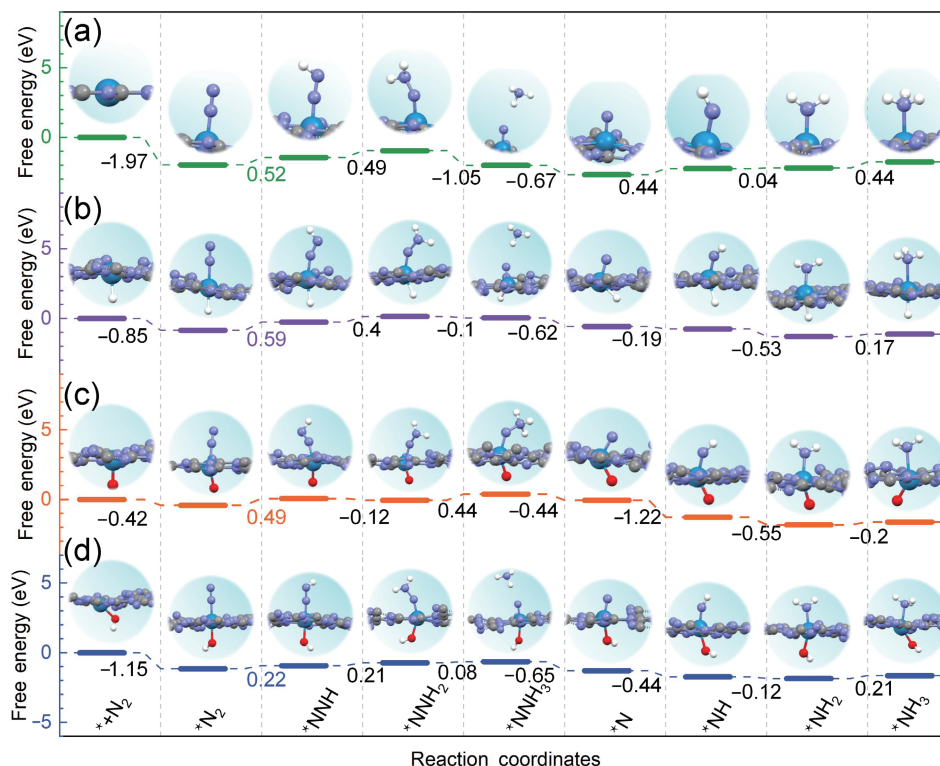 (a)
Free energy (eV)
5
0
−1.97
0.52
0.49
−1.05
−0.67
0.44
0.04
0.44
(b)
Free energy (eV)
5
0
−0.85
0.59
0.4
−0.1
−0.62
−0.19
−0.53
0.17
(c)
Free energy (eV)
5
0
−0.42
0.49
−0.12
0.44
−0.44
−1.22
−0.55
−0.2
(d)
Free energy (eV)
5
0
−5
−1.15
0.22
0.21
0.08
−0.65
−0.44
−0.12
0.21
*+N₂
*N₂
*NNH
*NNH₂
*NNH₃
*N
*NH
*NH₂
*NH₃
Reaction coordinates